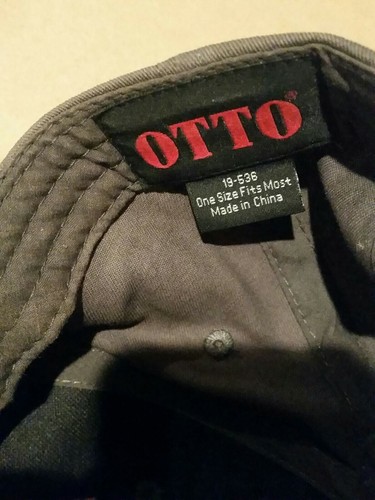 OTTO
19-536
One Size Fits Most
Made in China